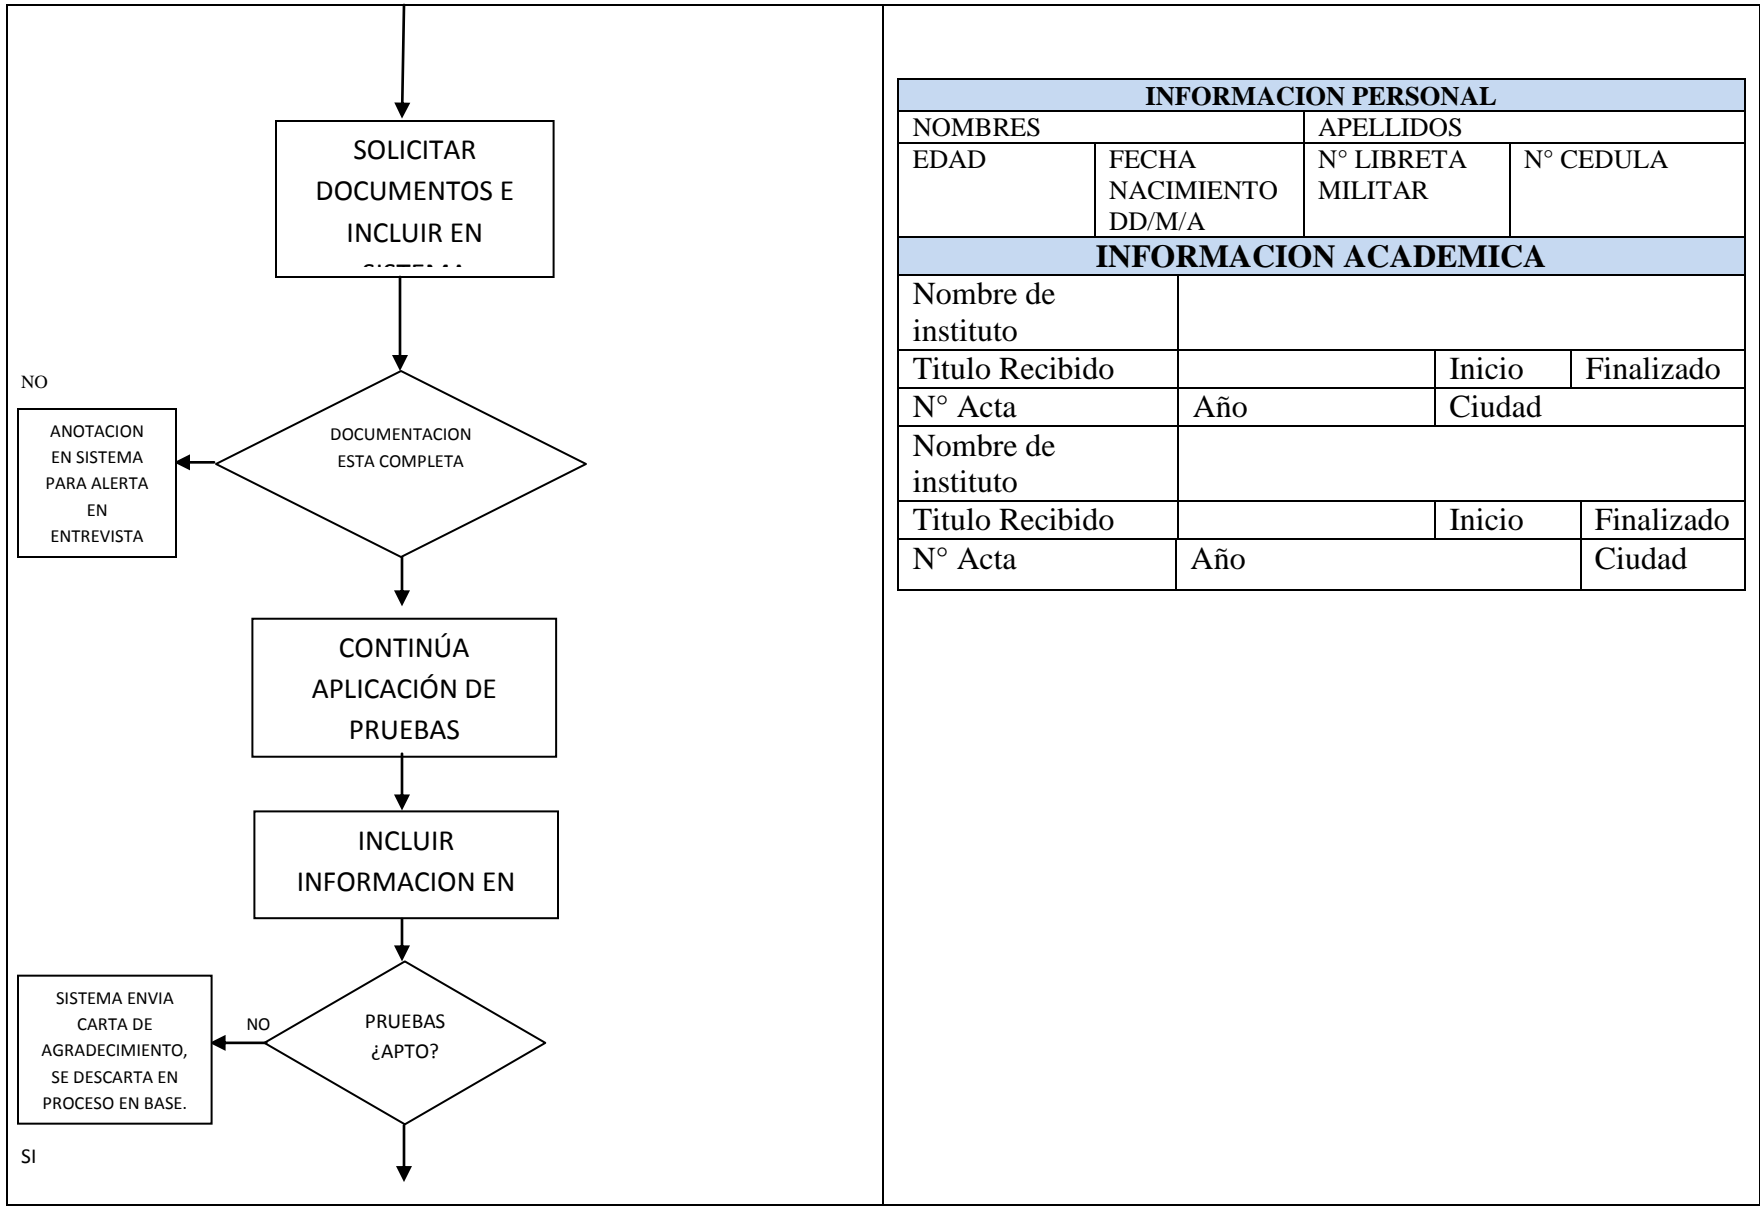 SOLICITAR
DOCUMENTOS E
INCLUIR EN
NO
ANOTACION
EN SISTEMA
PARA ALERTA
EN
ENTREVISTA
DOCUMENTACION
ESTA COMPLETA
CONTINÚA
APLICACIÓN DE
PRUEBAS
INCLUIR
INFORMACION EN
SISTEMA ENVIA
CARTA DE
AGRADECIMIENTO,
SE DESCARTA EN
PROCESO EN BASE.
NO
PRUEBAS
¿APTO?
SI
INFORMACION PERSONAL
NOMBRES
APELLIDOS
EDAD
FECHA
NACIMIENTO
DD/M/A
N° LIBRETA
MILITAR
N° CEDULA
INFORMACION ACADEMICA
Nombre de
instituto
Titulo Recibido
Inicio
Finalizado
N° Acta
Año
Ciudad
Nombre de
instituto
Titulo Recibido
Inicio
Finalizado
N° Acta
Año
Ciudad